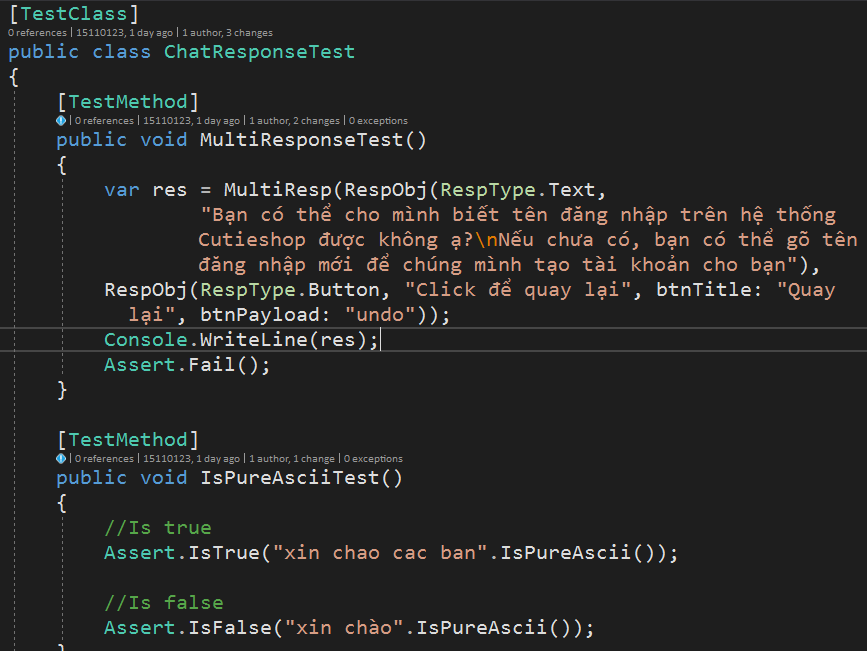 [TestClass]
0 references | 15110123, 1 day ago | 1 author, 3 changes
public class ChatResponseTest
{
[TestMethod]
| 0 references | 15110123, 1 day ago | 1 author, 2 changes | 0 exceptions
public void MultiResponseTest()
{
var res = MultiResp(RespObj(RespType.Text,
"Bạn có thể cho mình biết tên đăng nhập trên hệ thống
Cutieshop được không ạ?\nNếu chưa có, bạn có thể gõ tên
đăng nhập mới để chúng mình tạo tài khoản cho bạn"),
RespObj(RespType.Button, "Click để quay lại", btnTitle: "Quay
lại", btnPayload: "undo"));
Console.WriteLine(res);
Assert.Fail();
}
[TestMethod]
| 0 references | 15110123, 1 day ago | 1 author, 1 change | 0 exceptions
public void IsPureAsciiTest()
{
//Is true
Assert.IsTrue("xin chao cac ban".IsPureAscii());
//Is false
Assert.IsFalse("xin chào".IsPureAscii());
}